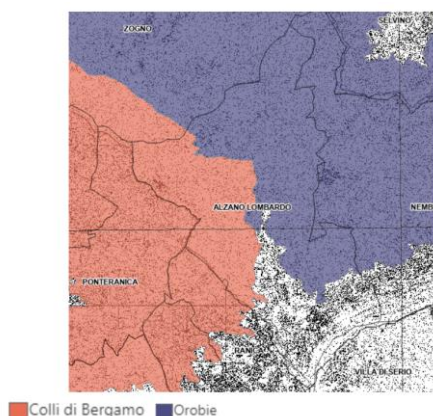 ZOGNO
SELVINO
ALZANO LOMBARDO
NEMB
PONTERANICA
VILLA DI SERIO
Colli di Bergamo
Orobie